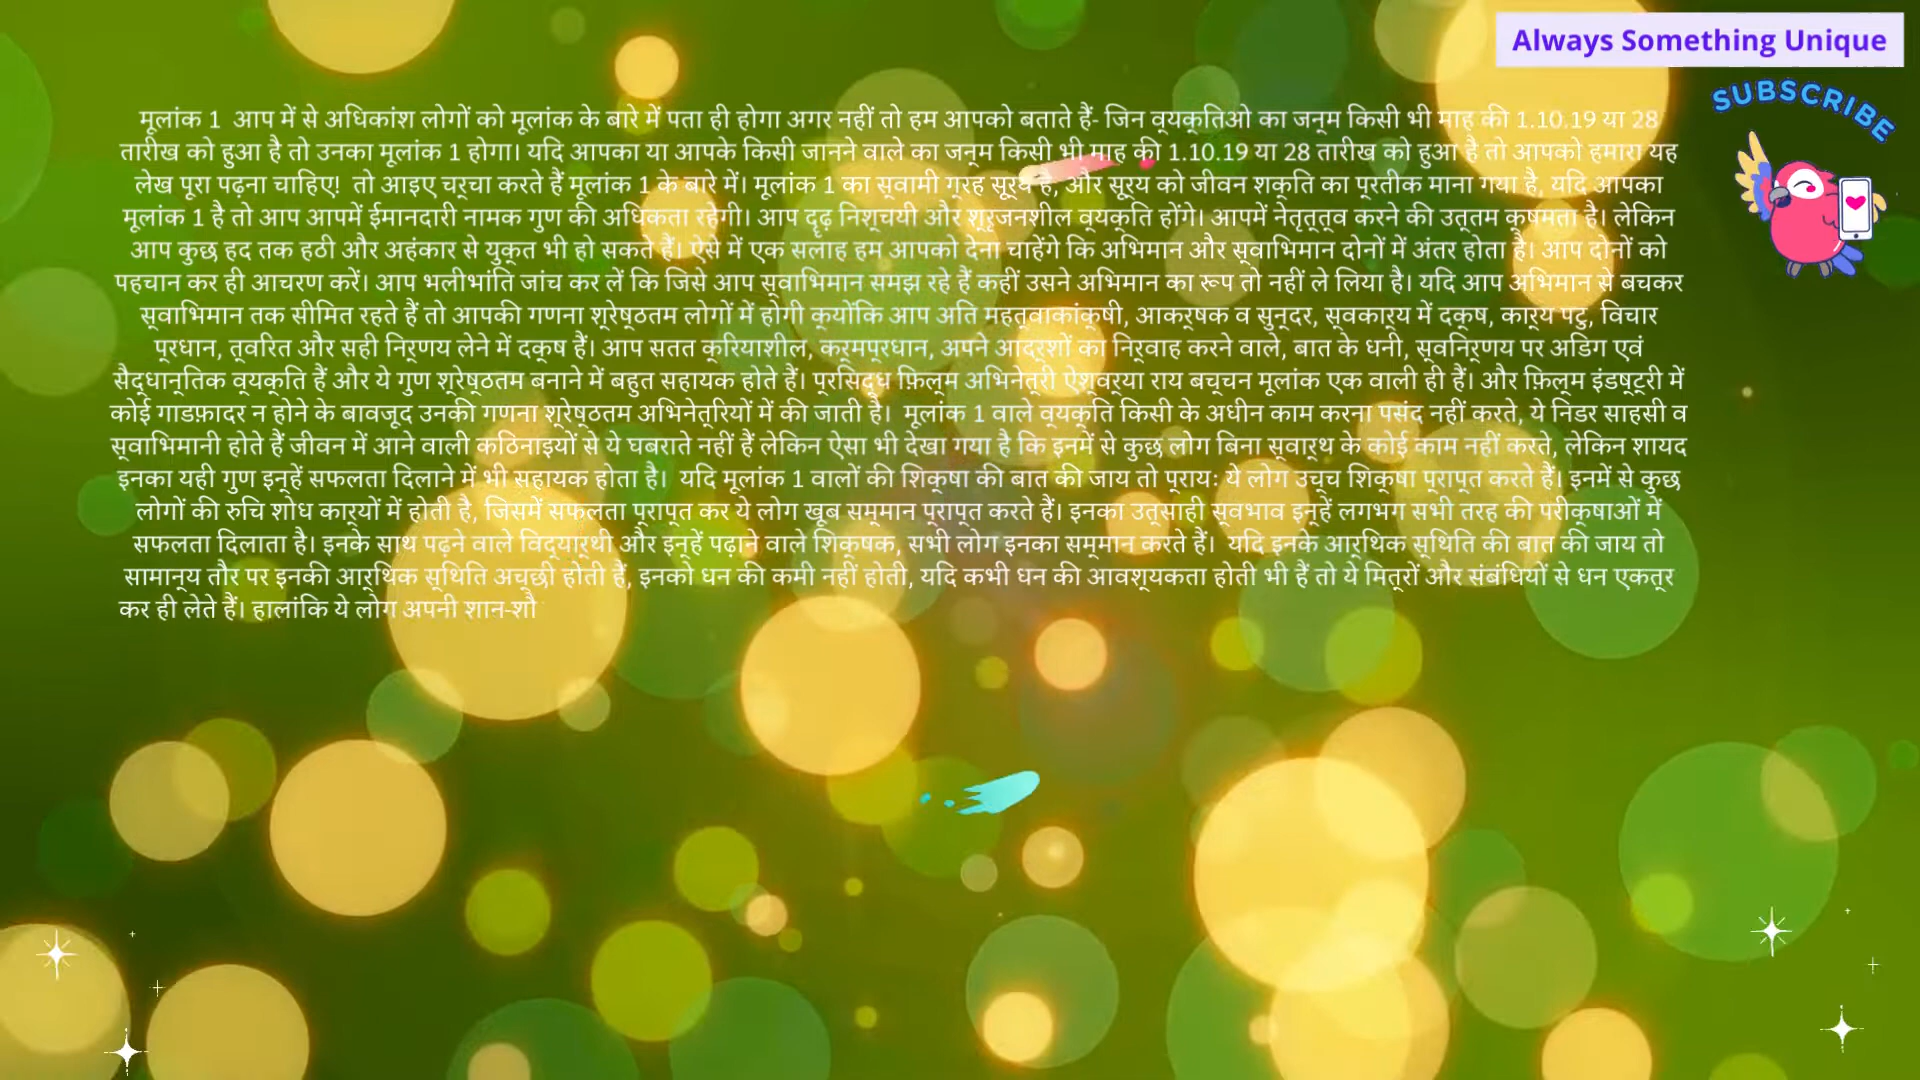 Always Something Unique
SUBSCRIBE
मूलांक 1  आप में से अधिकांश लोगों को मूलांक के बारे में पता ही होगा अगर नहीं तो हम आपको बताते हैं- जिन व्यक्तिओ का जन्म किसी भी माह की 1.10.19 या 28
तारीख को हुआ है तो उनका मूलांक 1 होगा। यदि आपका या आपके किसी जानने वाले का जन्म किसी भी माह की 1.10.19 या 28 तारीख को हुआ है तो आपको हमारा यह
लेख पूरा पढ़ना चाहिए!  तो आइए चर्चा करते हैं मूलांक 1 के बारे में। मूलांक 1 का स्वामी ग्रह सूर्य है, और सूर्य को जीवन शक्ति का प्रतीक माना गया है, यदि आपका
मूलांक 1 है तो आप आपमें ईमानदारी नामक गुण की अधिकता रहेगी। आप दृढ़ निश्चयी और श्रृजनशील व्यक्ति होंगे। आपमें नेतृत्त्व करने की उत्तम क्षमता है। लेकिन
आप कुछ हद तक हठी और अहंकार से युक्त भी हो सकते हैं। ऐसे में एक सलाह हम आपको देना चाहेंगे कि अभिमान और स्वाभिमान दोनों में अंतर होता है। आप दोनों को
पहचान कर ही आचरण करें। आप भलीभांति जांच कर लें कि जिसे आप स्वाभिमान समझ रहे हैं कहीं उसने अभिमान का रूप तो नहीं ले लिया है। यदि आप अभिमान से बचकर
स्वाभिमान तक सीमित रहते हैं तो आपकी गणना श्रेष्ठतम लोगों में होगी क्योंकि आप अति महत्वाकांक्षी, आकर्षक व सुन्दर, स्वकार्य में दक्ष, कार्य पटु, विचार
प्रधान, त्वरित और सही निर्णय लेने में दक्ष हैं। आप सतत क्रियाशील, कर्मप्रधान, अपने आदर्शों का निर्वाह करने वाले, बात के धनी, स्वनिर्णय पर अडिग एवं
सैद्धान्तिक व्यक्ति हैं और ये गुण श्रेष्ठतम बनाने में बहुत सहायक होते हैं। प्रसिद्ध फ़िल्म अभिनेत्री ऐश्वर्या राय बच्चन मूलांक एक वाली ही हैं। और फ़िल्म इंडष्ट्री में
कोई गाडफ़ादर न होने के बावजूद उनकी गणना श्रेष्ठतम अभिनेत्रियों में की जाती है।  मूलांक 1 वाले व्यक्ति किसी के अधीन काम करना पसंद नहीं करते, ये निडर साहसी व
स्वाभिमानी होते हैं जीवन में आने वाली कठिनाइयों से ये घबराते नहीं हैं लेकिन ऐसा भी देखा गया है कि इनमें से कुछ लोग बिना स्वार्थ के कोई काम नहीं करते, लेकिन शायद
इनका यही गुण इन्हें सफलता दिलाने में भी सहायक होता है।  यदि मूलांक 1 वालों की शिक्षा की बात की जाय तो प्रायः ये लोग उच्च शिक्षा प्राप्त करते हैं। इनमें से कुछ
लोगों की रुचि शोध कार्यों में होती है, जिसमें सफलता प्राप्त कर ये लोग खूब सम्मान प्राप्त करते हैं। इनका उत्साही स्वभाव इन्हें लगभग सभी तरह की परीक्षाओं में
सफलता दिलाता है। इनके साथ पढ़ने वाले विद्यार्थी और इन्हें पढ़ाने वाले शिक्षक, सभी लोग इनका सम्मान करते हैं।  यदि इनके आर्थिक स्थिति की बात की जाय तो
सामान्य तौर पर इनकी आर्थिक स्थिति अच्छी होती हैं, इनको धन की कमी नहीं होती, यदि कभी धन की आवश्यकता होती भी हैं तो ये मित्रों और संबंधियों से धन एकत्र
कर ही लेते हैं। हालांकि ये लोग अपनी शान-शौ